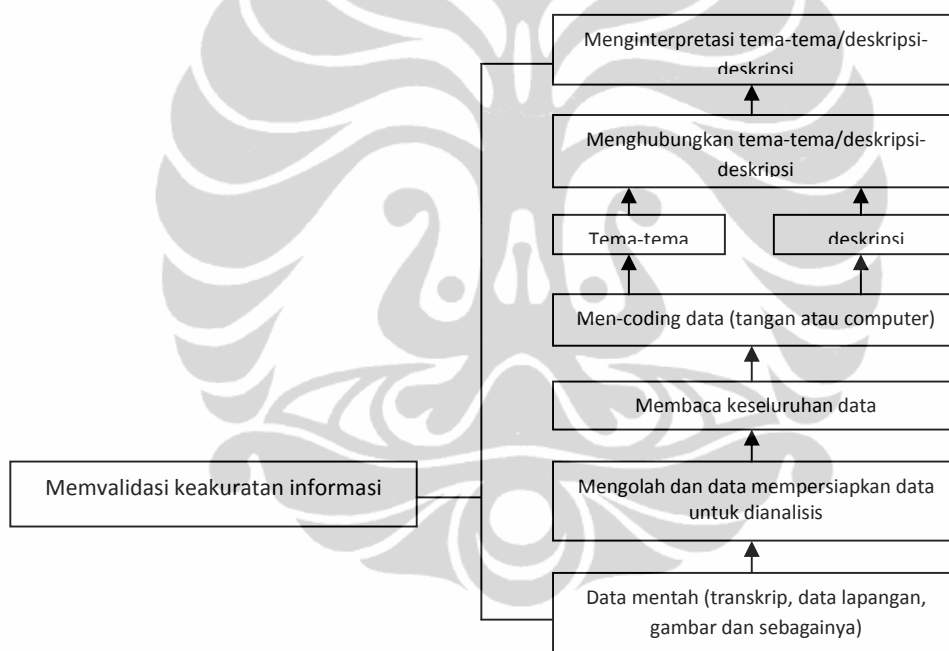 Menginterpretasi tema-tema/deskripsi-
deskripsi
Menghubungkan tema-tema/deskripsi-
deskripsi
Tema-tema deskripsi
Men-coding data (tangan atau computer)
Membaca keseluruhan data
Memvalidasi keakuratan informasi
Mengolah dan data mempersiapkan data
untuk dianalisis
Data mentah (transkrip, data lapangan,
gambar dan sebagainya)